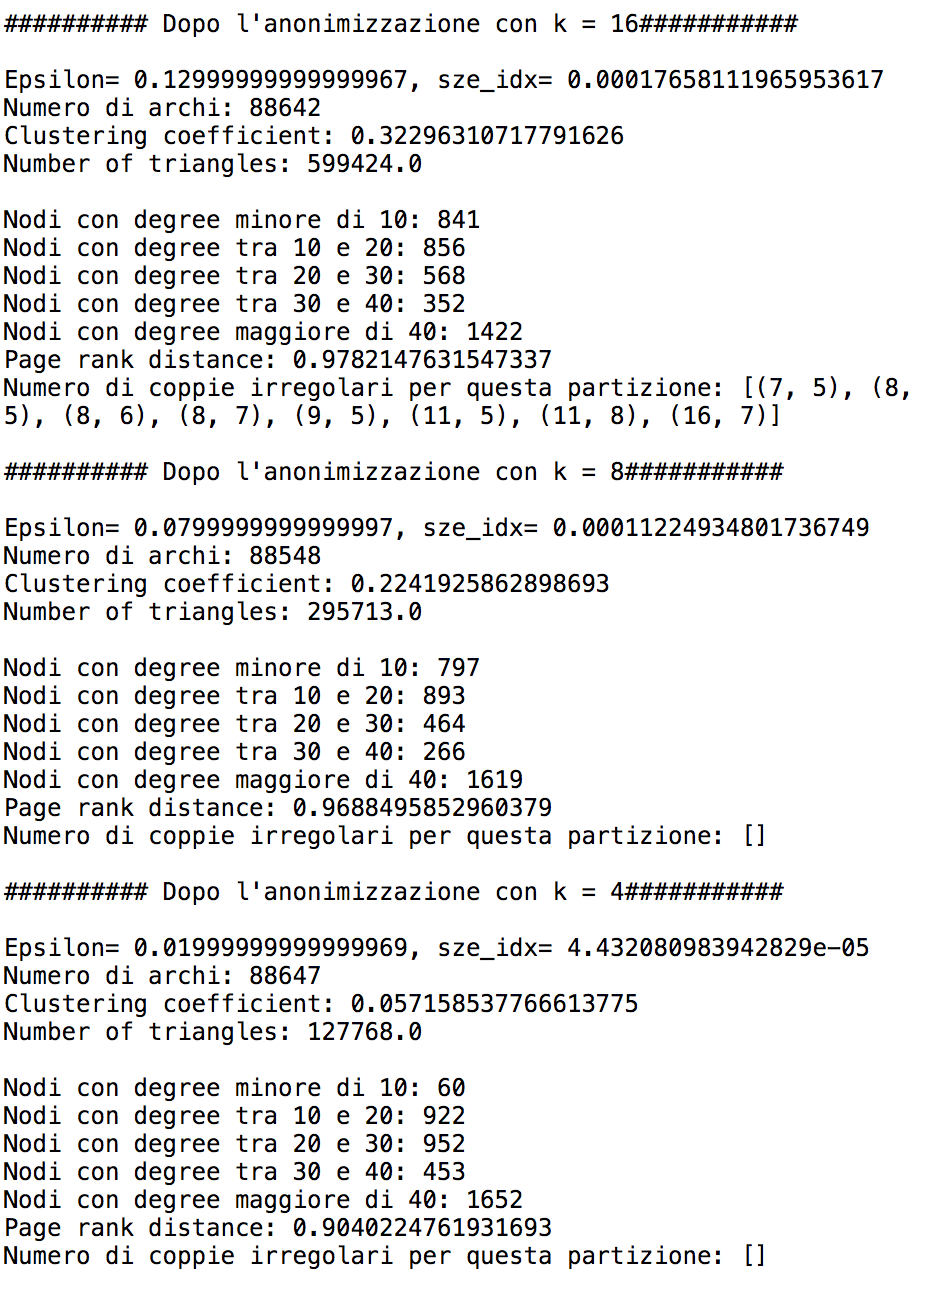 ########## Dopo l'anonimizzazione con k = 16###########
Epsilon= 0.12999999999999967, sze_idx= 0.00017658111965953617
Numero di archi: 88642
Clustering coefficient: 0.32296310717791626
Number of triangles: 599424.0
Nodi con degree minore di 10: 841
Nodi con degree tra 10 e 20: 856
Nodi con degree tra 20 e 30: 568
Nodi con degree tra 30 e 40: 352
Nodi con degree maggiore di 40: 1422
Page rank distance: 0.9782147631547337
Numero di coppie irregolari per questa partizione: [(7, 5), (8,
5), (8, 6), (8, 7), (9, 5), (11, 5), (11, 8), (16, 7)]
########## Dopo l'anonimizzazione con k = 8###########
Epsilon= 0.0799999999999997, sze_idx= 0.00011224934801736749
Numero di archi: 88548
Clustering coefficient: 0.2241925862898693
Number of triangles: 295713.0
Nodi con degree minore di 10: 797
Nodi con degree tra 10 e 20: 893
Nodi con degree tra 20 e 30: 464
Nodi con degree tra 30 e 40: 266
Nodi con degree maggiore di 40: 1619
Page rank distance: 0.9688495852960379
Numero di coppie irregolari per questa partizione: []
########## Dopo l'anonimizzazione con k = 4###########
Epsilon= 0.01999999999999969, sze_idx= 4.432080983942829e-05
Numero di archi: 88647
Clustering coefficient: 0.057158537766613775
Number of triangles: 127768.0
Nodi con degree minore di 10: 60
Nodi con degree tra 10 e 20: 922
Nodi con degree tra 20 e 30: 952
Nodi con degree tra 30 e 40: 453
Nodi con degree maggiore di 40: 1652
Page rank distance: 0.9040224761931693
Numero di coppie irregolari per questa partizione: []